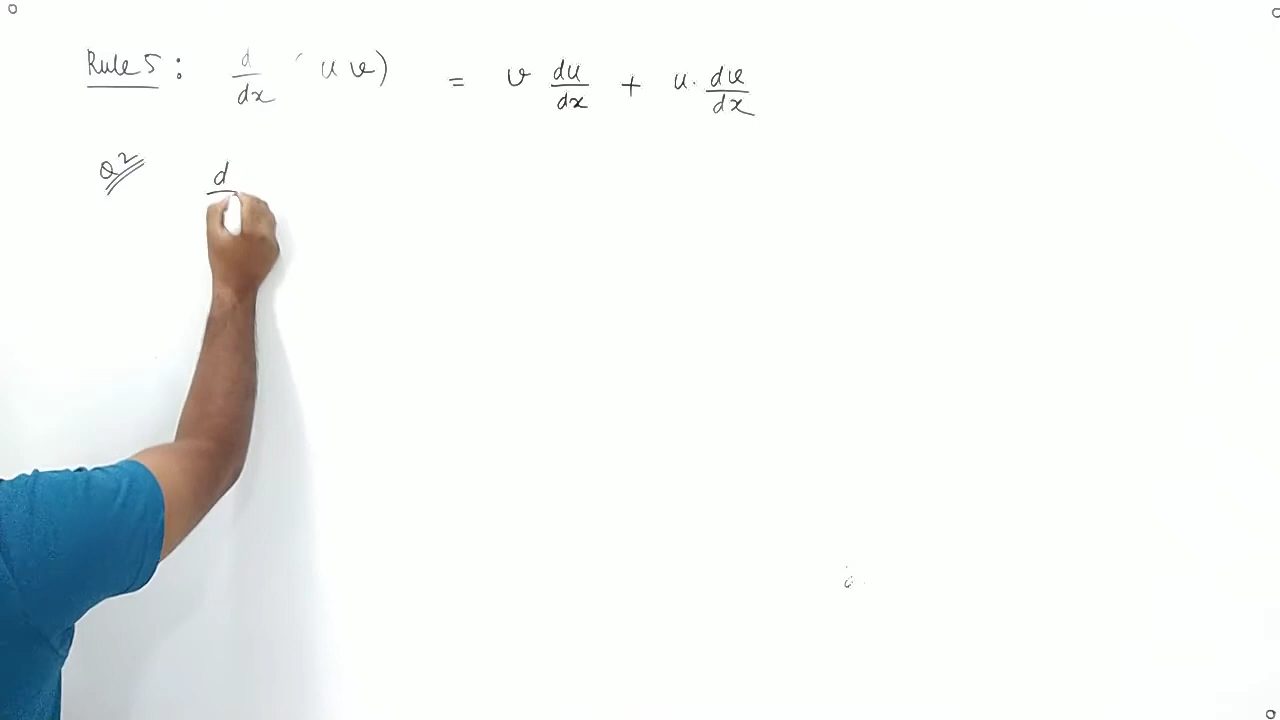 Rule 5 : d/dx (u v) = v du/dx + u · dv/dx
Q2 d